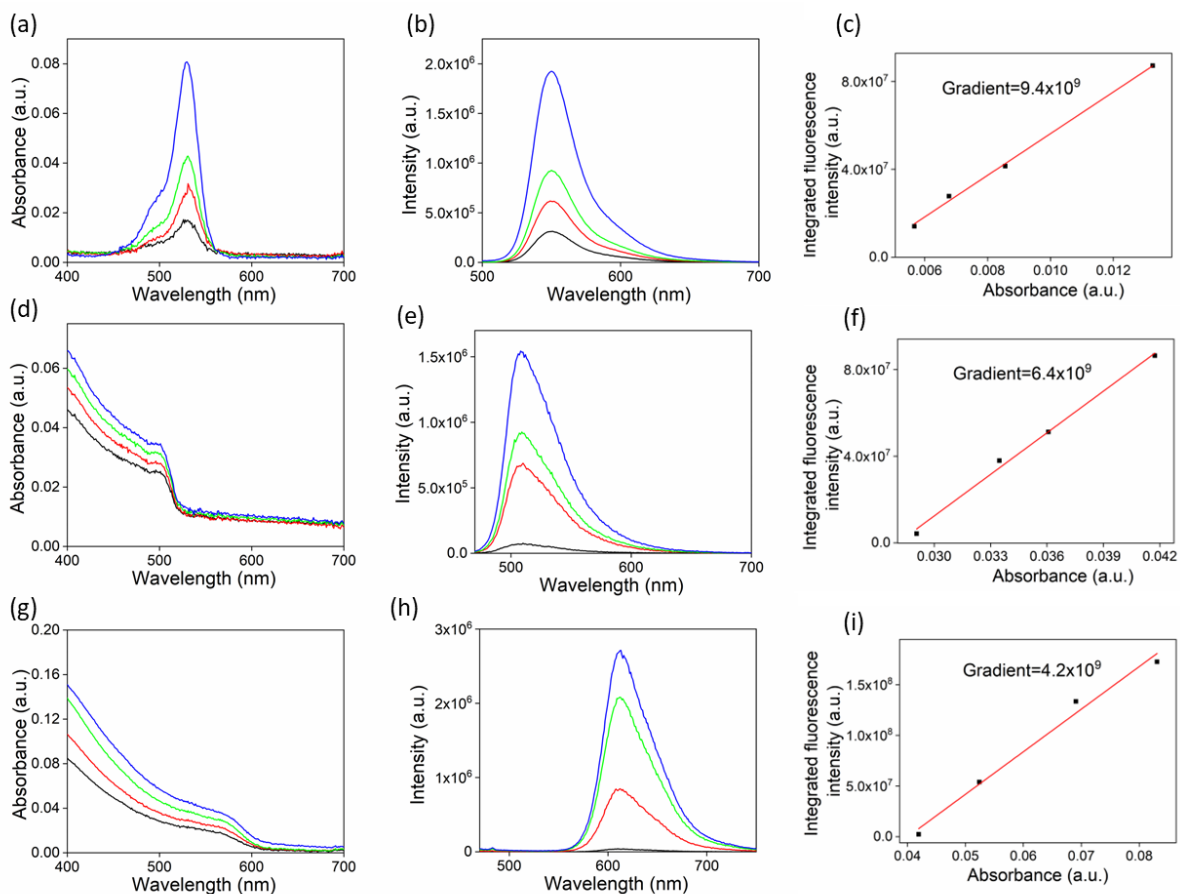 (a)
Absorbance (a.u.)
0.08
0.06
0.04
0.02
0.00
400 500 600 700
Wavelength (nm)
(b)
Intensity (a.u.)
2.0x10⁶
1.5x10⁶
1.0x10⁶
5.0x10⁵
0.0
500 600 700
Wavelength (nm)
(c)
Integrated fluorescence
intensity (a.u.)
8.0x10⁷
4.0x10⁷
0.0
Gradient=9.4x10⁹
0.006 0.008 0.010 0.012
Absorbance (a.u.)
(d)
Absorbance (a.u.)
0.06
0.04
0.02
0.00
400 500 600 700
Wavelength (nm)
(e)
Intensity (a.u.)
1.5x10⁶
1.0x10⁶
5.0x10⁵
0.0
500 600 700
Wavelength (nm)
(f)
Integrated fluorescence
intensity (a.u.)
8.0x10⁷
4.0x10⁷
0.0
Gradient=6.4x10⁹
0.030 0.033 0.036 0.039 0.042
Absorbance (a.u.)
(g)
Absorbance (a.u.)
0.20
0.16
0.12
0.08
0.04
0.00
400 500 600 700
Wavelength (nm)
(h)
Intensity (a.u.)
3x10⁶
2x10⁶
1x10⁶
0
500 600 700
Wavelength (nm)
(i)
Integrated fluorescence
intensity (a.u.)
1.5x10⁸
1.0x10⁸
5.0x10⁷
0.0
Gradient=4.2x10⁹
0.04 0.05 0.06 0.07 0.08
Absorbance (a.u.)